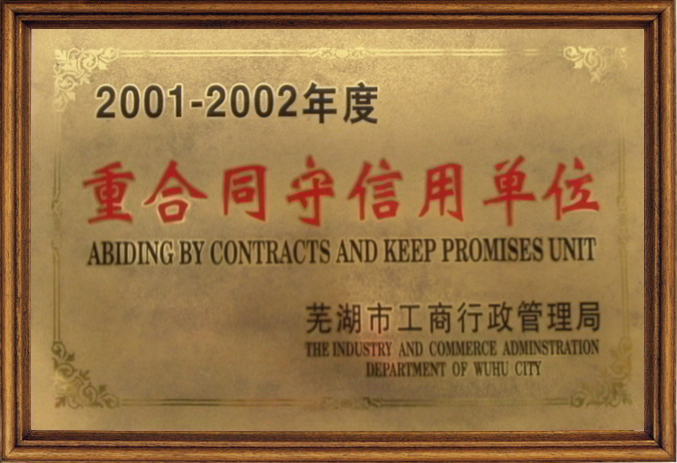 2001-2002年度
重合同守信用单位
ABIDING BY CONTRACTS AND KEEP PROMISES UNIT
芜湖市工商行政管理局
THE INDUSTRY AND COMMERCE ADMINSTRATION
DEPARTMENT OF WUHU CITY